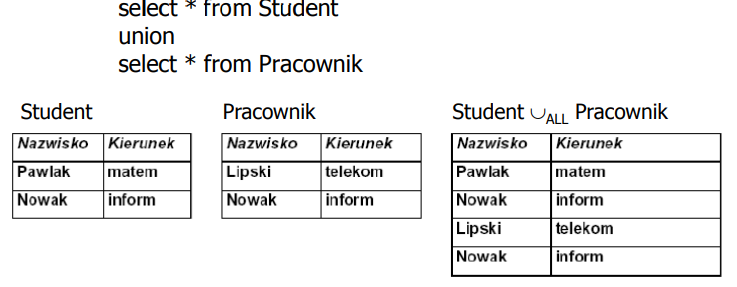 select * from Student
union
select * from Pracownik
Student Pracownik Student ∪ALL Pracownik
Nazwisko Kierunek Nazwisko Kierunek Nazwisko Kierunek
Pawlak matem Lipski telekom Pawlak matem
Nowak inform Nowak inform Nowak inform
Lipski telekom
Nowak inform